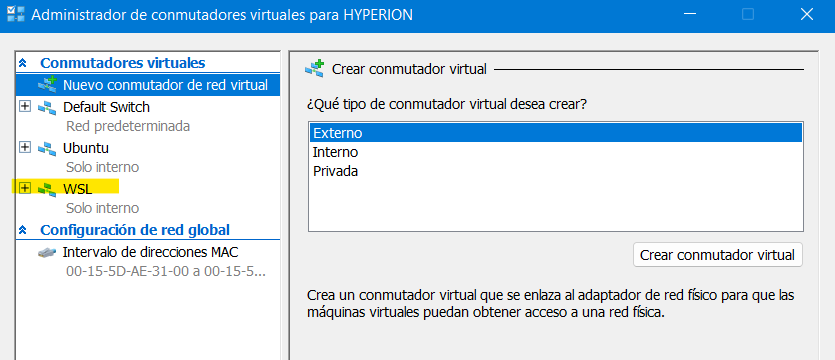 Administrador de conmutadores virtuales para HYPERION
Conmutadores virtuales
Nuevo conmutador de red virtual
Default Switch
Red predeterminada
Ubuntu
Solo interno
WSL
Solo interno
Configuración de red global
Intervalo de direcciones MAC
00-15-5D-AE-31-00 a 00-15-5...
Crear conmutador virtual
¿Qué tipo de conmutador virtual desea crear?
Externo
Interno
Privada
Crear conmutador virtual
Crea un conmutador virtual que se enlaza al adaptador de red físico para que las
máquinas virtuales puedan obtener acceso a una red física.